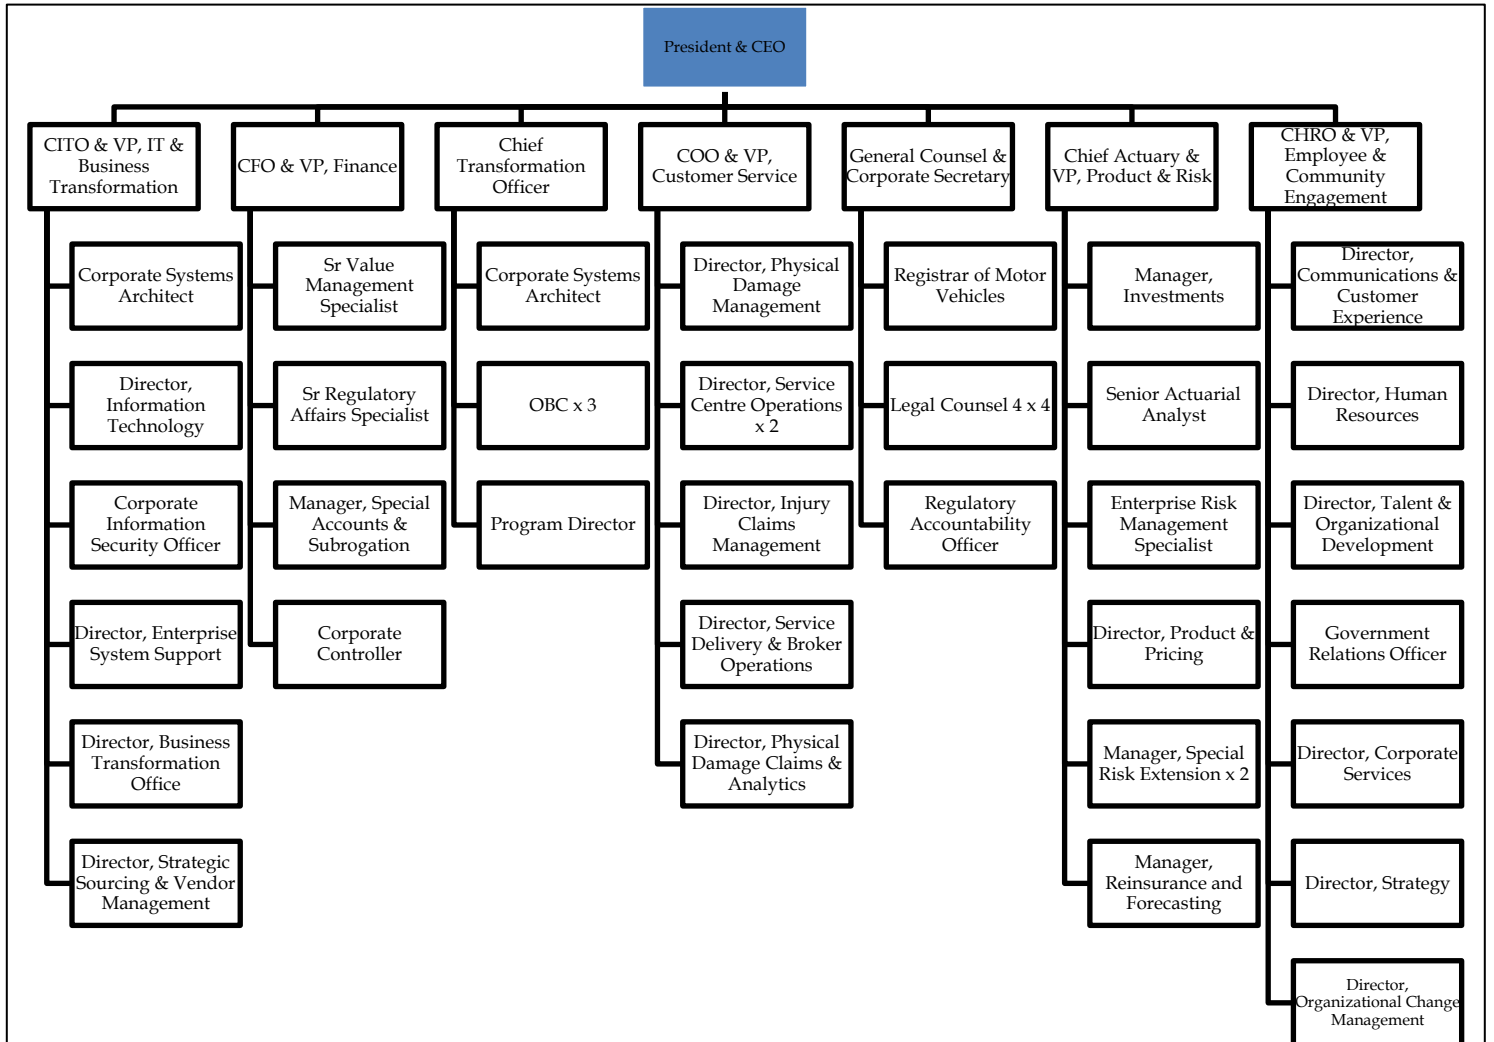 President & CEO
CITO & VP, IT &
Business
Transformation
CFO & VP, Finance
Chief
Transformation
Officer
COO & VP,
Customer Service
General Counsel &
Corporate Secretary
Chief Actuary &
VP, Product & Risk
CHRO & VP,
Employee &
Community
Engagement
Corporate Systems
Architect
Director,
Information
Technology
Corporate
Information
Security Officer
Director, Enterprise
System Support
Director, Business
Transformation
Office
Director, Strategic
Sourcing & Vendor
Management
Sr Value
Management
Specialist
Sr Regulatory
Affairs Specialist
Manager, Special
Accounts &
Subrogation
Corporate
Controller
Corporate Systems
Architect
OBC x 3
Program Director
Director, Physical
Damage
Management
Director, Service
Centre Operations
x 2
Director, Injury
Claims
Management
Director, Service
Delivery & Broker
Operations
Director, Physical
Damage Claims &
Analytics
Registrar of Motor
Vehicles
Legal Counsel 4 x 4
Regulatory
Accountability
Officer
Manager,
Investments
Senior Actuarial
Analyst
Enterprise Risk
Management
Specialist
Director, Product &
Pricing
Manager, Special
Risk Extension x 2
Manager,
Reinsurance and
Forecasting
Director,
Communications &
Customer
Experience
Director, Human
Resources
Director, Talent &
Organizational
Development
Government
Relations Officer
Director, Corporate
Services
Director, Strategy
Director,
Organizational Change
Management